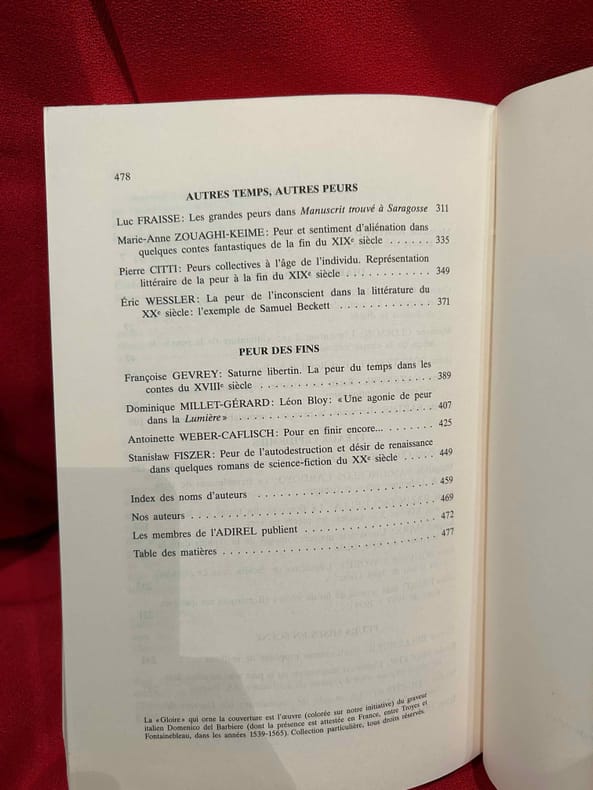 478
AUTRES TEMPS, AUTRES PEURS
Luc FRAISSE: Les grandes peurs dans Manuscrit trouvé à Saragosse 311
Marie-Anne ZOUAGHI-KEIME: Peur et sentiment d'aliénation dans
quelques contes fantastiques de la fin du XIXe siècle . . . . . . 335
Pierre CITTI: Peurs collectives à l'âge de l'individu. Représentation
littéraire de la peur à la fin du XIXe siècle . . . . . . . . . . . . 349
Éric WESSLER: La peur de l'inconscient dans la littérature du
XXe siècle: l'exemple de Samuel Beckett . . . . . . . . . . . . . 371
PEUR DES FINS
Françoise GEVREY: Saturne libertin. La peur du temps dans les
contes du XVIIIe siècle . . . . . . . . . . . . . . . . . . . . . . . . 389
Dominique MILLET-GÉRARD: Léon Bloy: «Une agonie de peur
dans la Lumière» . . . . . . . . . . . . . . . . . . . . . . . . . . . 407
Antoinette WEBER-CAFLISCH: Pour en finir encore... . . . . . . . . 425
Stanisław FISZER: Peur de l'autodestruction et désir de renaissance
dans quelques romans de science-fiction du XXe siècle . . . . . 449
Index des noms d'auteurs . . . . . . . . . . . . . . . . . . . . . . . . 459
Nos auteurs . . . . . . . . . . . . . . . . . . . . . . . . . . . . . . 469
Les membres de l'ADIREL publient . . . . . . . . . . . . . . . . . . 472
Table des matières . . . . . . . . . . . . . . . . . . . . . . . . . . . 477
La «Gloire» qui orne la couverture est l'œuvre (colorée sur notre initiative) du graveur
italien Domenico del Barbiere (dont la présence est attestée en France, entre Troyes et
Fontainebleau, dans les années 1539-1565). Collection particulière, tous droits réservés.